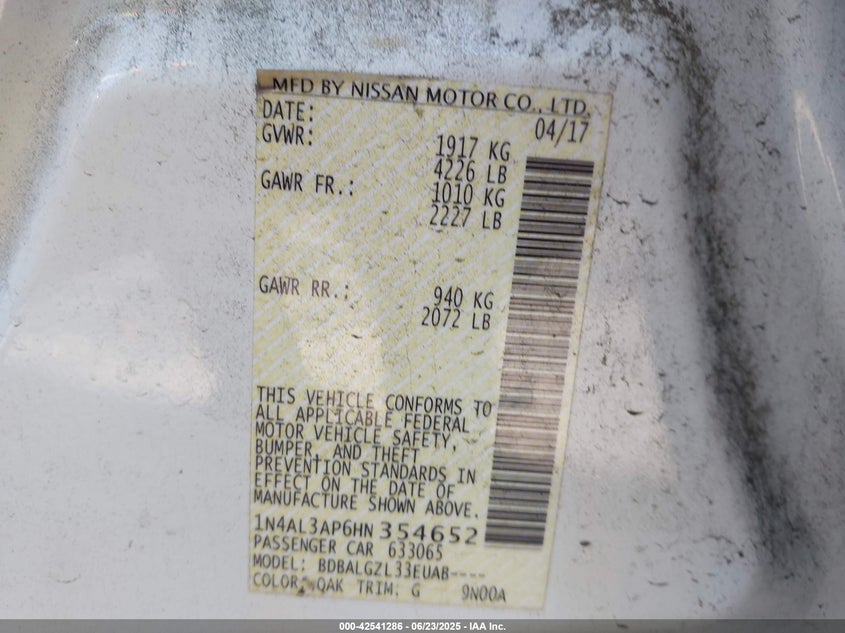 MFD BY NISSAN MOTOR CO., LTD.
DATE: 04/17
GVWR: 1917 KG
4226 LB
GAWR FR.: 1010 KG
2227 LB
GAWR RR.: 940 KG
2072 LB
THIS VEHICLE CONFORMS TO
ALL APPLICABLE FEDERAL
MOTOR VEHICLE SAFETY,
BUMPER, AND THEFT
PREVENTION STANDARDS IN
EFFECT ON THE DATE OF
MANUFACTURE SHOWN ABOVE.
1N4AL3AP6HN354652
PASSENGER CAR 633065
MODEL: BDBALGZL33EUAB----
COLOR: QAK TRIM: G 9N00A
000-42541286 - 06/23/2025 - IAA Inc.